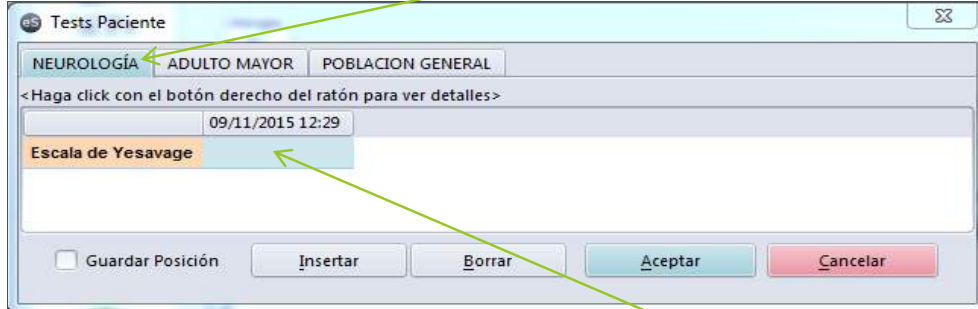 eS Tests Paciente
NEUROLOGÍA ADULTO MAYOR POBLACION GENERAL
<Haga click con el botón derecho del ratón para ver detalles>
09/11/2015 12:29
Escala de Yesavage
Guardar Posición Insertar Borrar Aceptar Cancelar